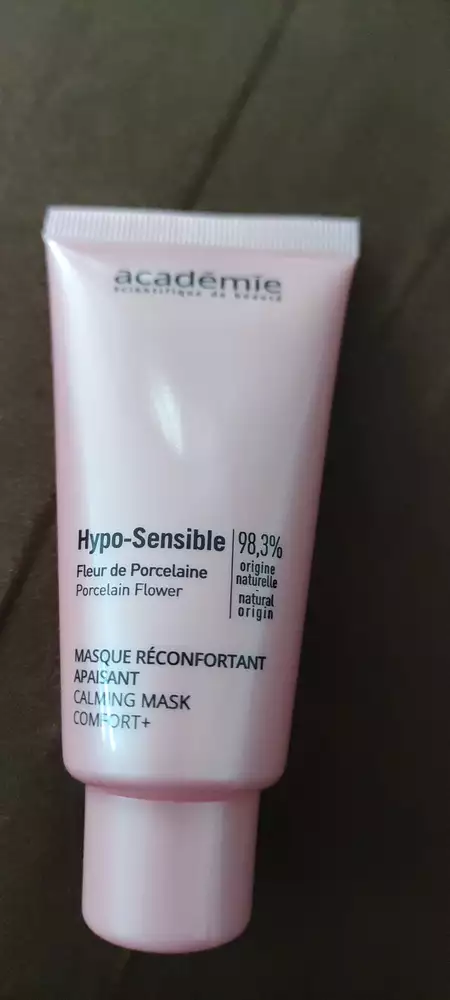 académie
scientifique de beauté
Hypo-Sensible
Fleur de Porcelaine
Porcelain Flower
98,3%
origine
naturelle
natural
origin
MASQUE RÉCONFORTANT
APAISANT
CALMING MASK
COMFORT+